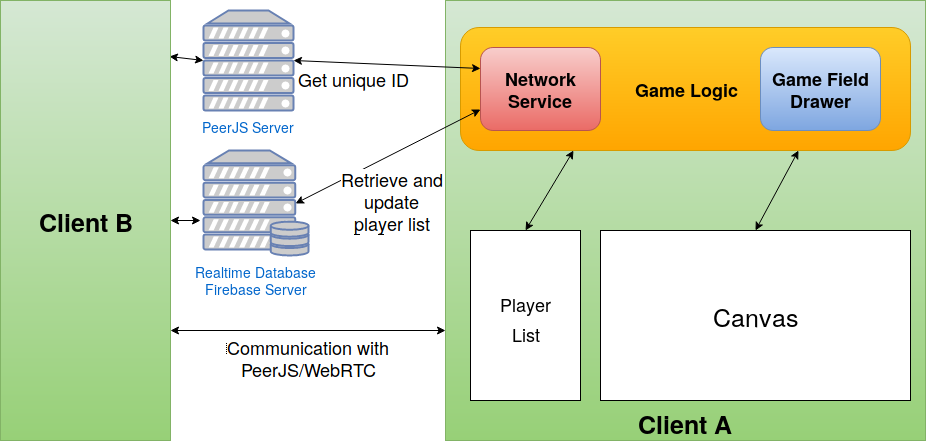 Client B
PeerJS Server
Get unique ID
Realtime Database
Firebase Server
Retrieve and
update
player list
Communication with
PeerJS/WebRTC
Network
Service
Game Logic
Game Field
Drawer
Player
List
Canvas
Client A